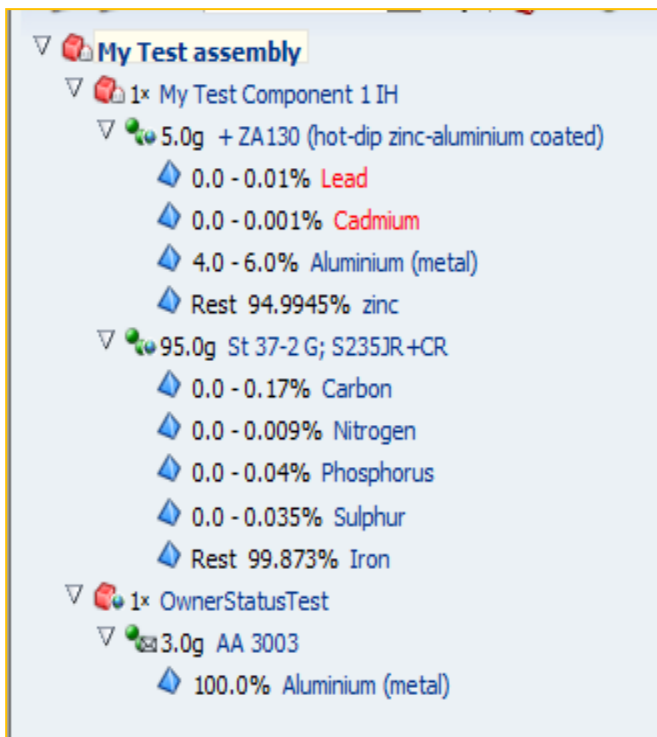 My Test assembly
1x My Test Component 1 IH
5.0g + ZA130 (hot-dip zinc-aluminium coated)
0.0 - 0.01% Lead
0.0 - 0.001% Cadmium
4.0 - 6.0% Aluminium (metal)
Rest 94.9945% zinc
95.0g St 37-2 G; S235JR+CR
0.0 - 0.17% Carbon
0.0 - 0.009% Nitrogen
0.0 - 0.04% Phosphorus
0.0 - 0.035% Sulphur
Rest 99.873% Iron
1x OwnerStatusTest
3.0g AA 3003
100.0% Aluminium (metal)